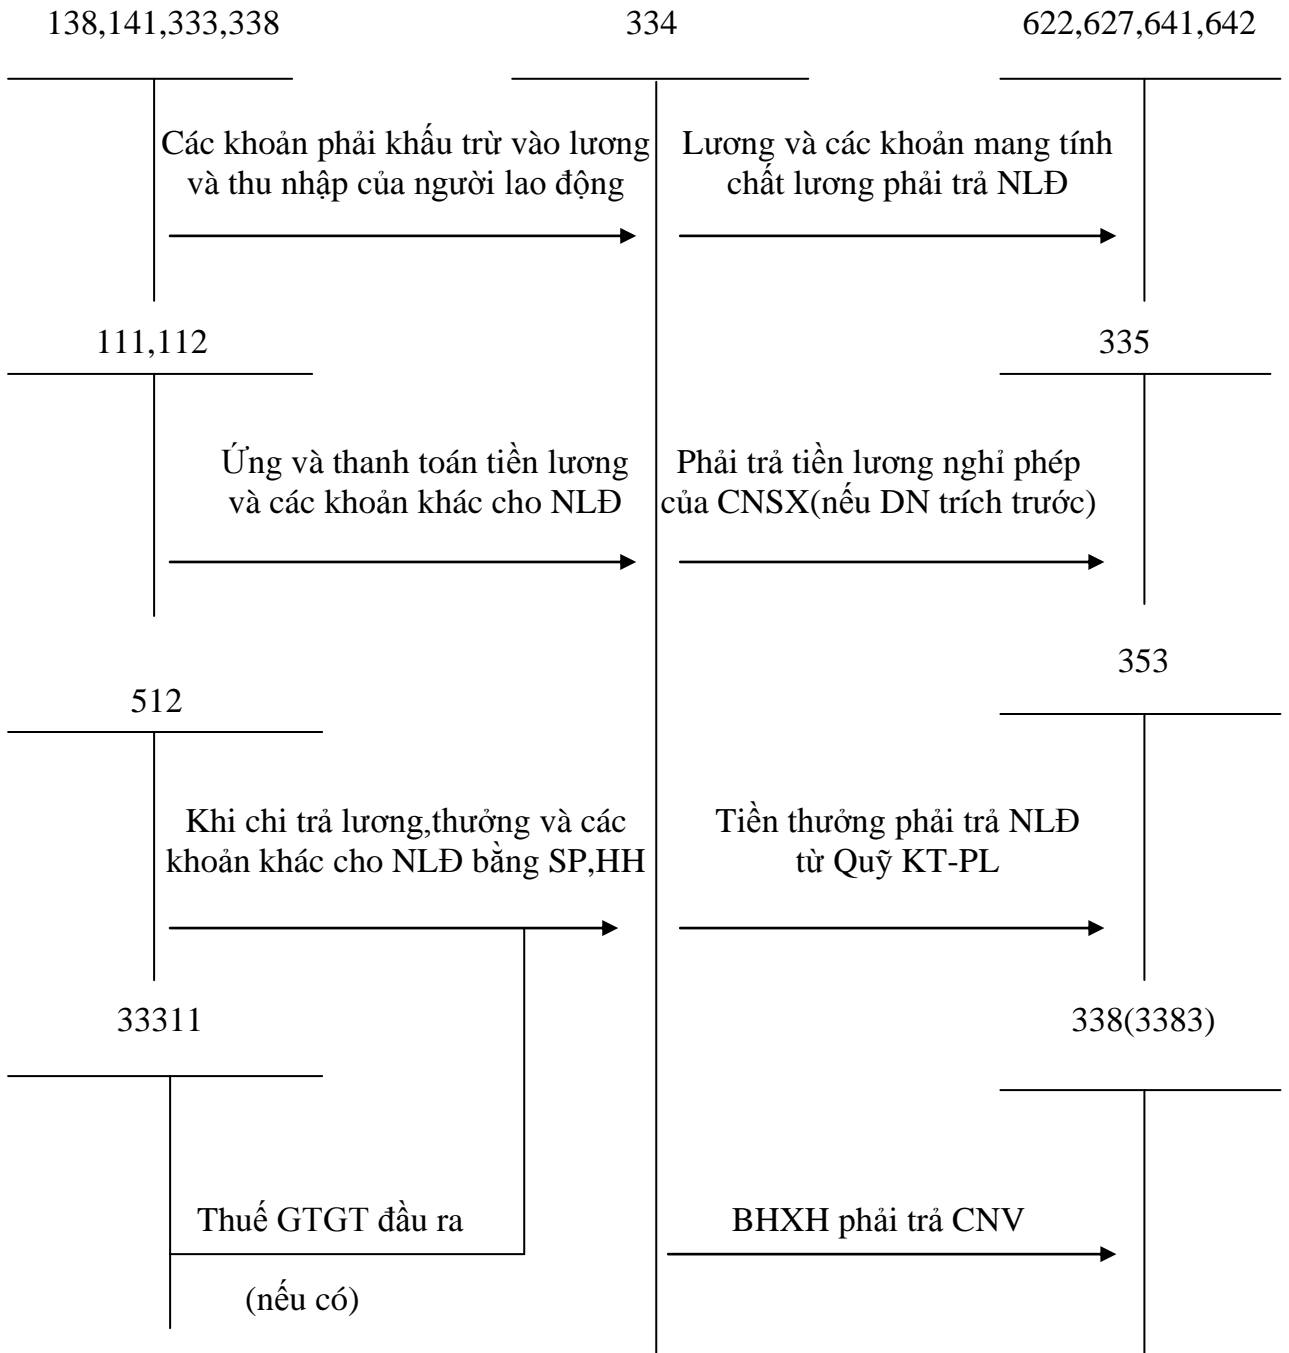 138,141,333,338
334
622,627,641,642
Các khoản phải khấu trừ vào lương
và thu nhập của người lao động
Lương và các khoản mang tính
chất lương phải trả NLĐ
111,112
335
Ứng và thanh toán tiền lương
và các khoản khác cho NLĐ
Phải trả tiền lương nghỉ phép
của CNSX(nếu DN trích trước)
353
512
Khi chi trả lương,thưởng và các
khoản khác cho NLĐ bằng SP,HH
Tiền thưởng phải trả NLĐ
từ Quỹ KT-PL
33311
338(3383)
Thuế GTGT đầu ra
(nếu có)
BHXH phải trả CNV